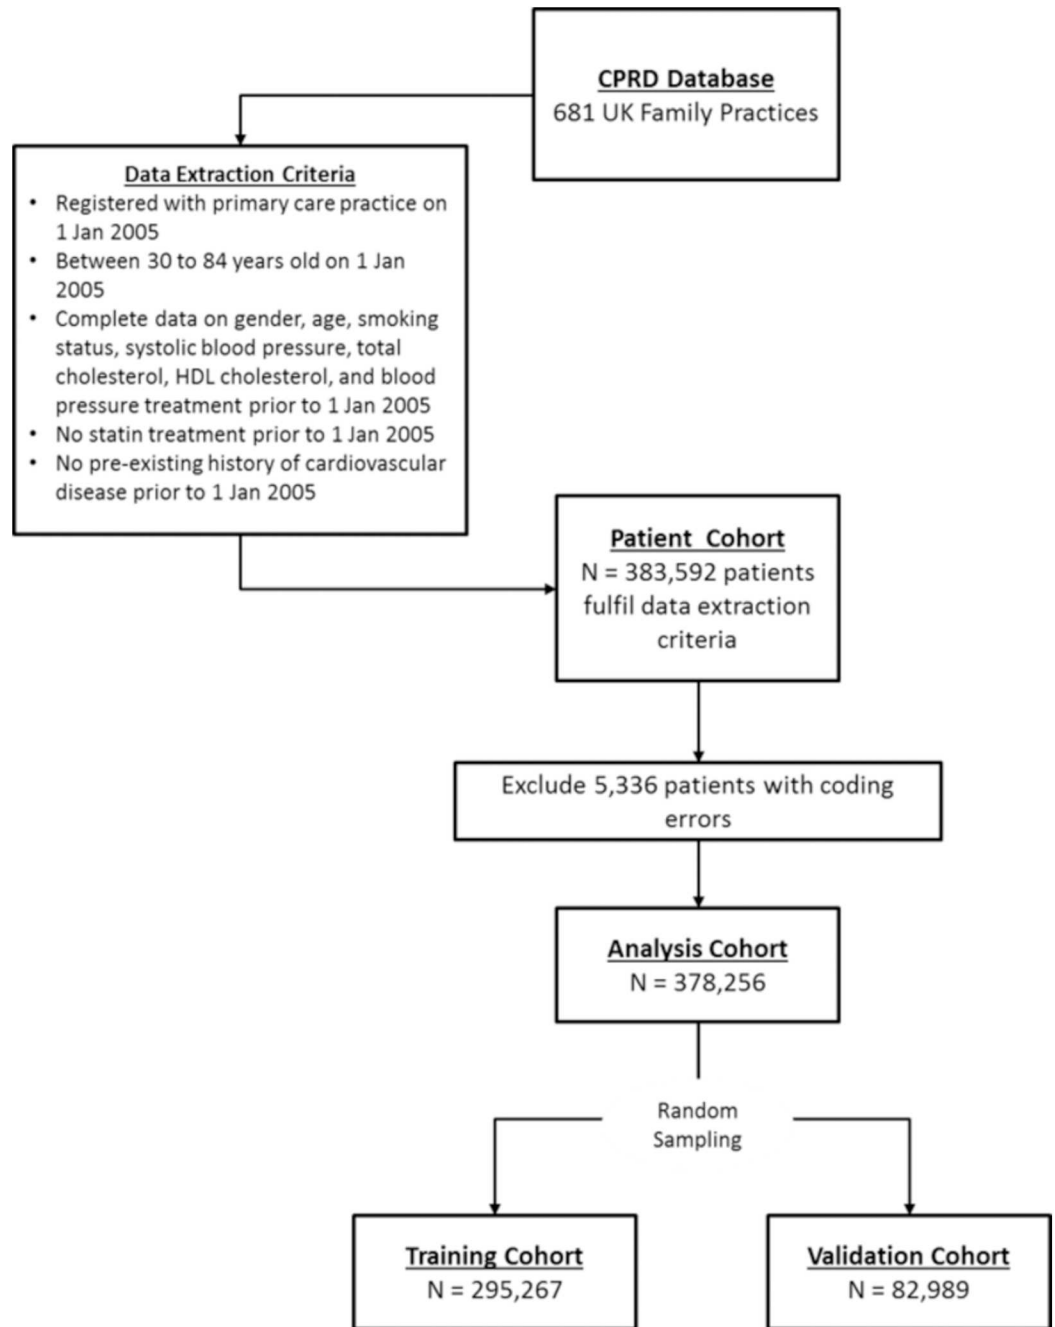 CPRD Database
681 UK Family Practices
Data Extraction Criteria
• Registered with primary care practice on
1 Jan 2005
• Between 30 to 84 years old on 1 Jan
2005
• Complete data on gender, age, smoking
status, systolic blood pressure, total
cholesterol, HDL cholesterol, and blood
pressure treatment prior to 1 Jan 2005
• No statin treatment prior to 1 Jan 2005
• No pre-existing history of cardiovascular
disease prior to 1 Jan 2005
Patient Cohort
N = 383,592 patients
fulfil data extraction
criteria
Exclude 5,336 patients with coding
errors
Analysis Cohort
N = 378,256
Random
Sampling
Training Cohort
N = 295,267
Validation Cohort
N = 82,989